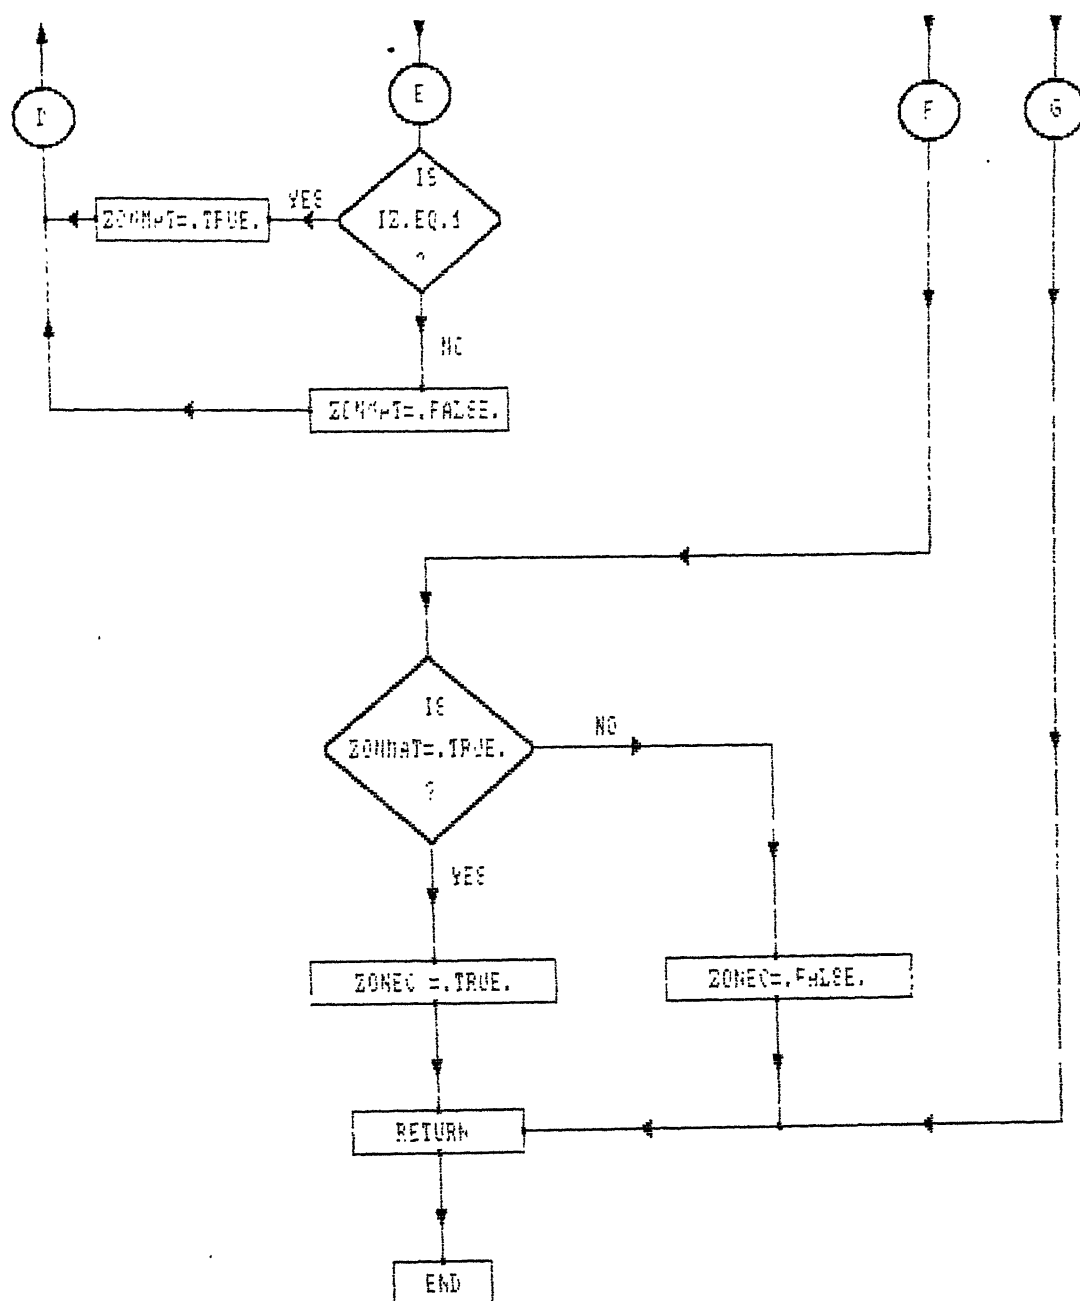 D
E
F
G
IS
IZ.EQ.1
?
YES
ZONMAT=.TRUE.
NO
ZONMAT=.FALSE.
IS
ZONMAT=.TRUE.
?
NO
YES
ZONEC =.TRUE.
ZONEC=.FALSE.
RETURN
END